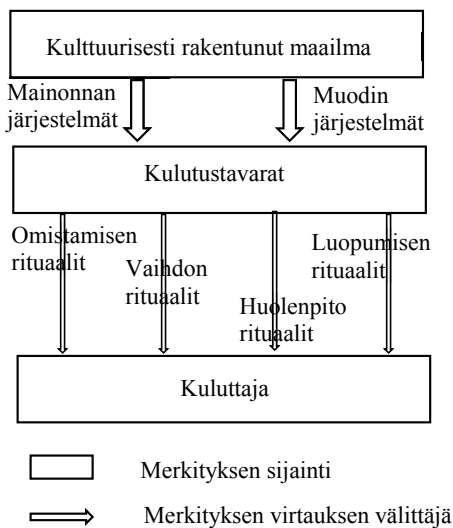 Kulttuurisesti rakentunut maailma
Mainonnan
järjestelmät
Muodin
järjestelmät
Kulutustavarat
Omistamisen
rituaalit
Vaihdon
rituaalit
Huolenpito
rituaalit
Luopumisen
rituaalit
Kuluttaja
Merkityksen sijainti
Merkityksen virtauksen välittäjä